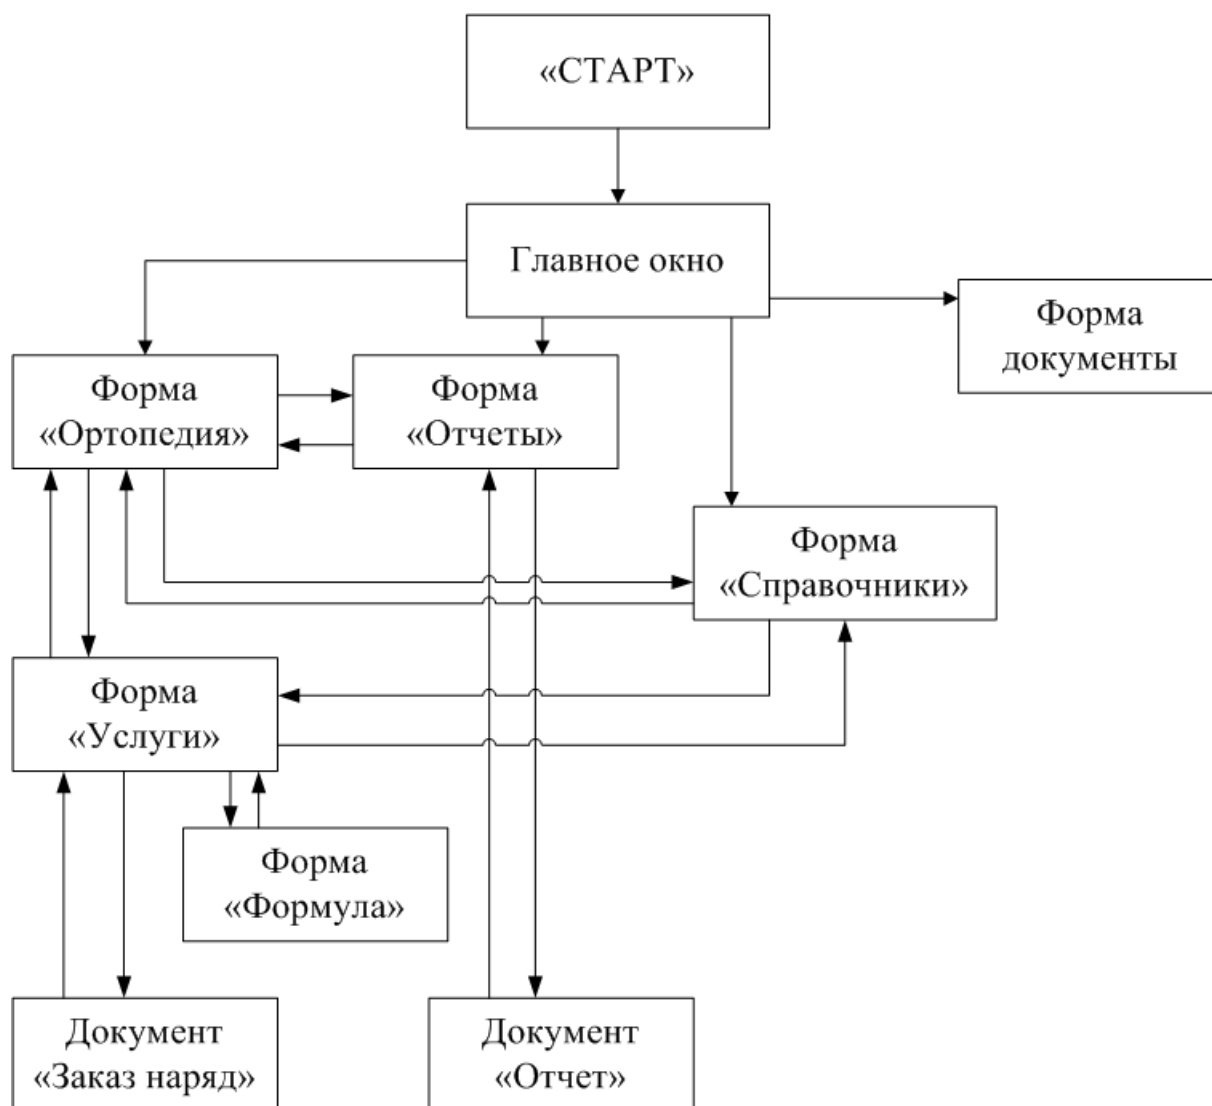 «СТАРТ»
Главное окно
Форма
документы
Форма
«Ортопедия»
Форма
«Отчеты»
Форма
«Справочники»
Форма
«Услуги»
Форма
«Формула»
Документ
«Заказ наряд»
Документ
«Отчет»